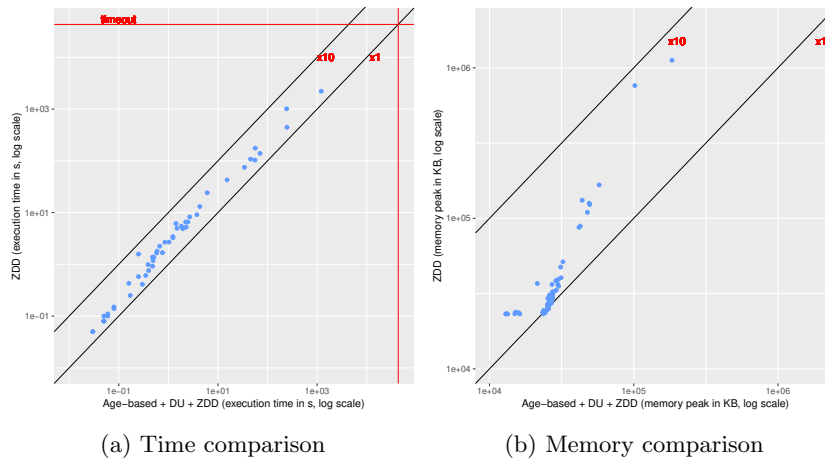 timeout
x10
x1
1e+03
1e+01
1e−01
1e−01
1e+01
1e+03
ZDD (execution time in s, log scale)
Age−based + DU + ZDD (execution time in s, log scale)
(a) Time comparison
x10
x1
1e+06
1e+05
1e+04
1e+04
1e+05
1e+06
ZDD (memory peak in KB, log scale)
Age−based + DU + ZDD (memory peak in KB, log scale)
(b) Memory comparison